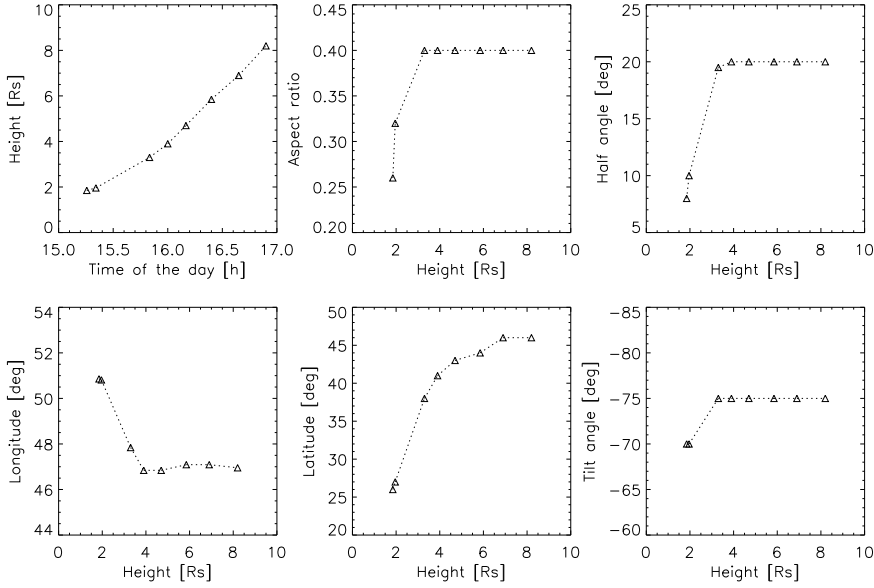 10
8
6
4
2
0
Height [Rs]
15.0 15.5 16.0 16.5 17.0
Time of the day [h]
0.45
0.40
0.35
0.30
0.25
0.20
Aspect ratio
0 2 4 6 8 10
Height [Rs]
25
20
15
10
5
Half angle [deg]
0 2 4 6 8 10
Height [Rs]
54
52
50
48
46
44
Longitude [deg]
0 2 4 6 8 10
Height [Rs]
50
45
40
35
30
25
20
Latitude [deg]
0 2 4 6 8 10
Height [Rs]
−85
−80
−75
−70
−65
−60
Tilt angle [deg]
0 2 4 6 8 10
Height [Rs]